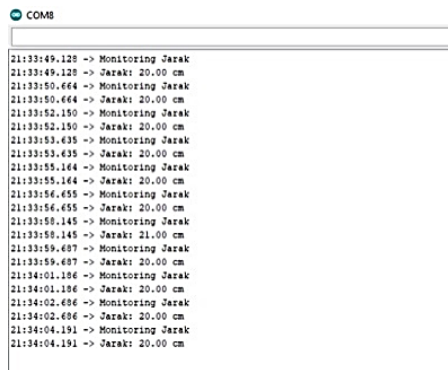 COM8
21:33:49.128 -> Monitoring Jarak
21:33:49.128 -> Jarak: 20.00 cm
21:33:50.664 -> Monitoring Jarak
21:33:50.664 -> Jarak: 20.00 cm
21:33:52.150 -> Monitoring Jarak
21:33:52.150 -> Jarak: 20.00 cm
21:33:53.635 -> Monitoring Jarak
21:33:53.635 -> Jarak: 20.00 cm
21:33:55.164 -> Monitoring Jarak
21:33:55.164 -> Jarak: 20.00 cm
21:33:56.655 -> Monitoring Jarak
21:33:56.655 -> Jarak: 20.00 cm
21:33:58.145 -> Monitoring Jarak
21:33:58.145 -> Jarak: 21.00 cm
21:33:59.687 -> Monitoring Jarak
21:33:59.687 -> Jarak: 20.00 cm
21:34:01.186 -> Monitoring Jarak
21:34:01.186 -> Jarak: 20.00 cm
21:34:02.686 -> Monitoring Jarak
21:34:02.686 -> Jarak: 20.00 cm
21:34:04.191 -> Monitoring Jarak
21:34:04.191 -> Jarak: 20.00 cm